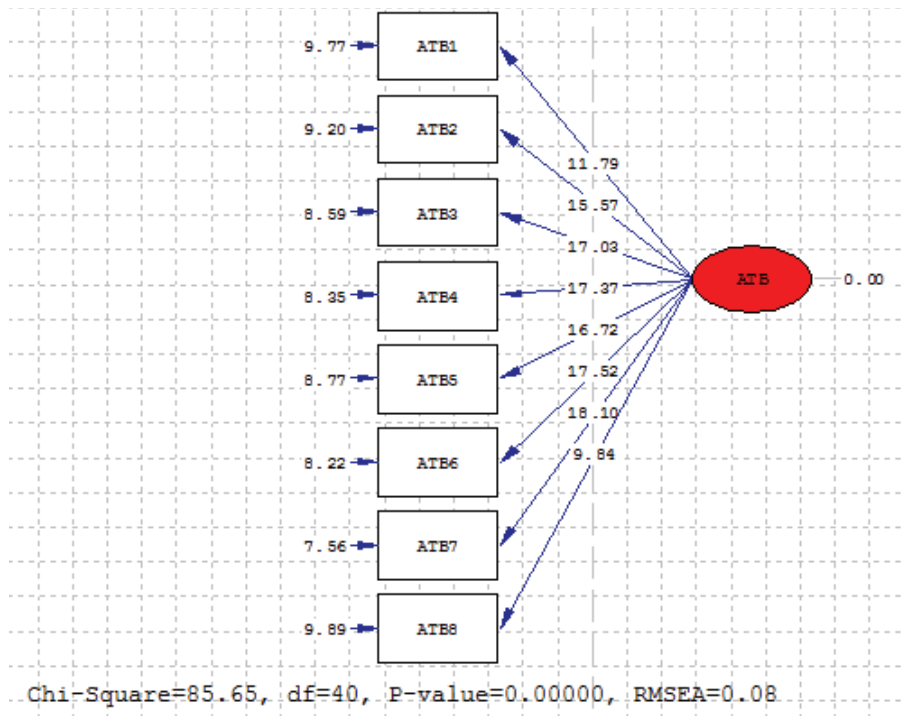 9.77 ATB1
9.20 ATB2
11.79
15.57
8.59 ATB3
17.03
ATB 0.00
8.35 ATB4
17.37
16.72
8.77 ATB5
17.52
18.10
8.22 ATB6
9.84
7.56 ATB7
9.89 ATB8
Chi-Square=85.65, df=40, P-value=0.00000, RMSEA=0.08